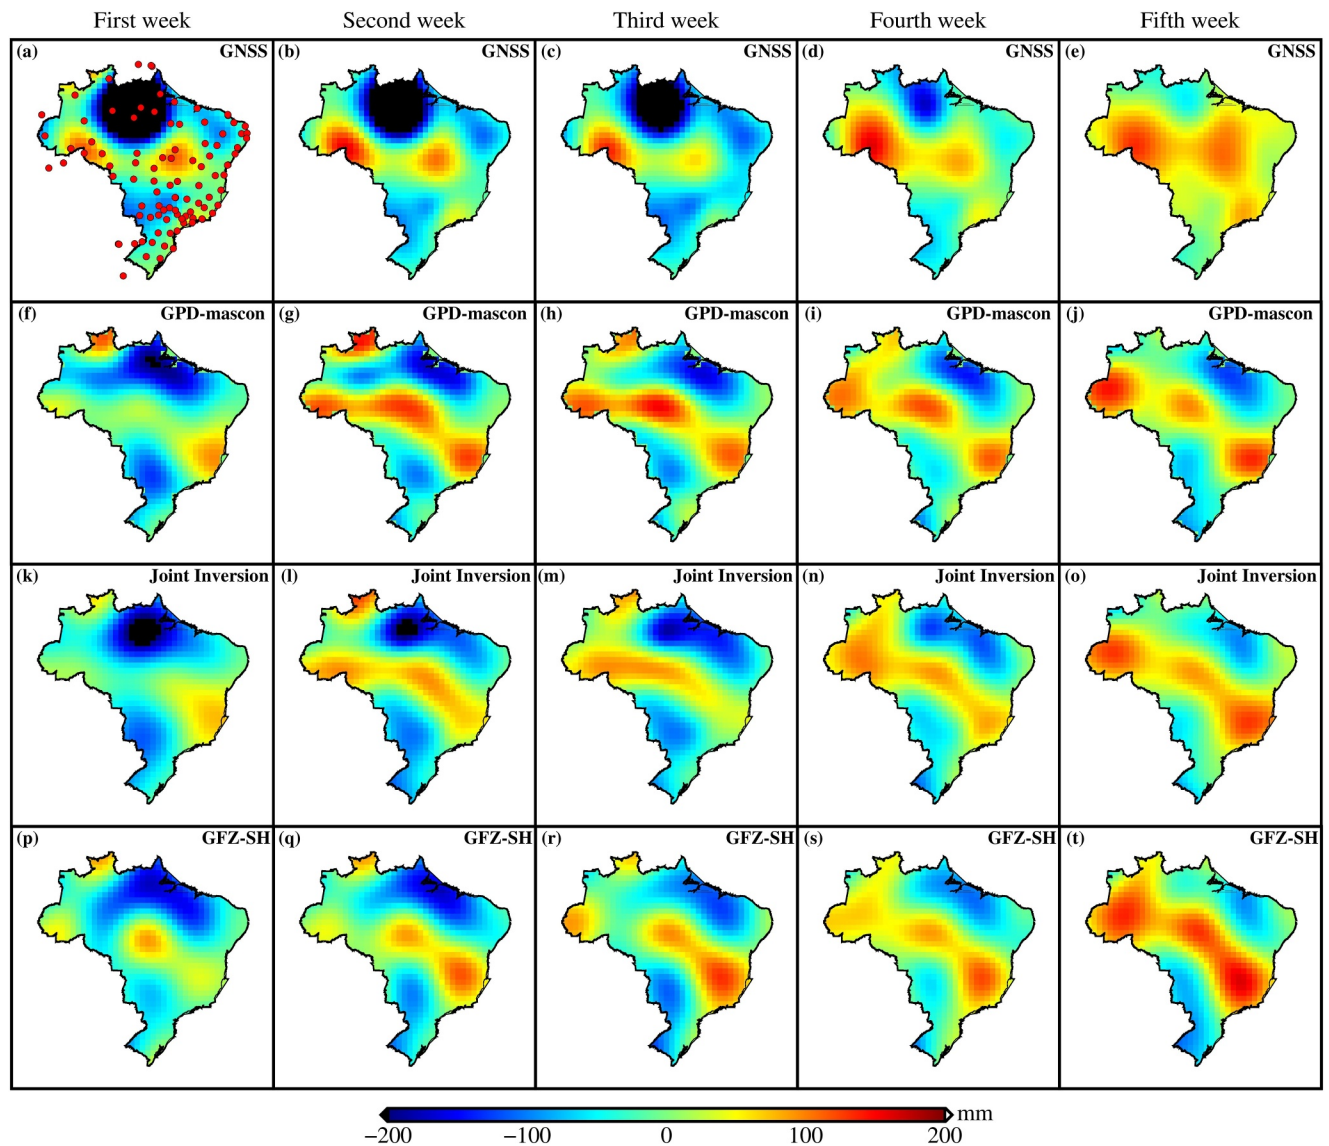 First week Second week Third week Fourth week Fifth week
(a) GNSS (b) GNSS (c) GNSS (d) GNSS (e) GNSS
(f) GPD-mascon (g) GPD-mascon (h) GPD-mascon (i) GPD-mascon (j) GPD-mascon
(k) Joint Inversion (l) Joint Inversion (m) Joint Inversion (n) Joint Inversion (o) Joint Inversion
(p) GFZ-SH (q) GFZ-SH (r) GFZ-SH (s) GFZ-SH (t) GFZ-SH
mm
−200 −100 0 100 200